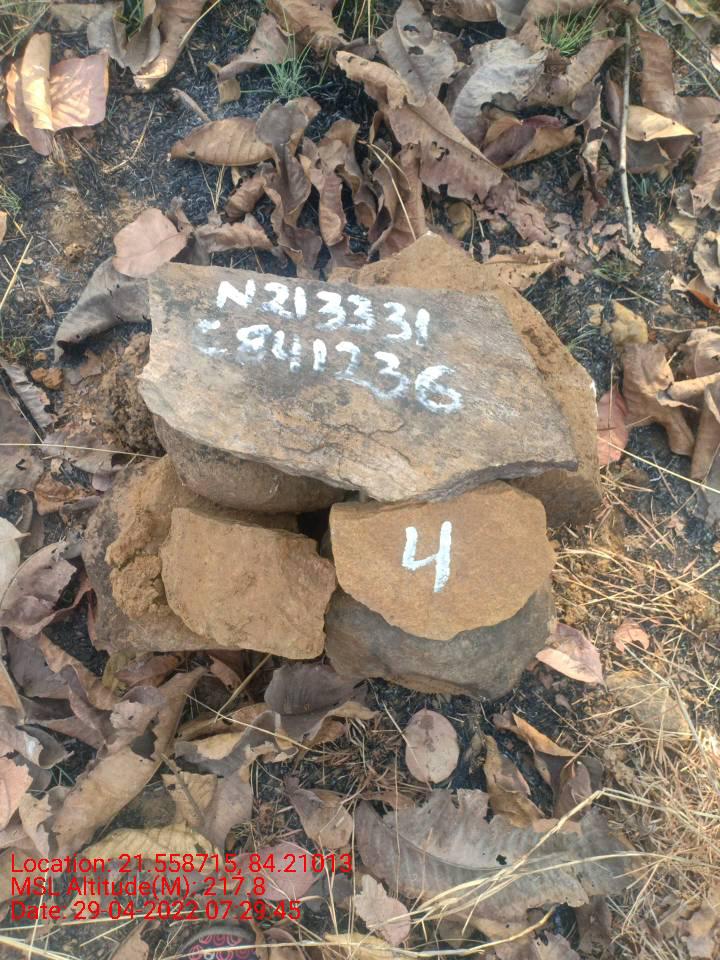 N213331
E841236
4
Location: 21.558715, 84.21013
MSL Altitude(M): 217.8
Date: 29-04-2022 07:29:45